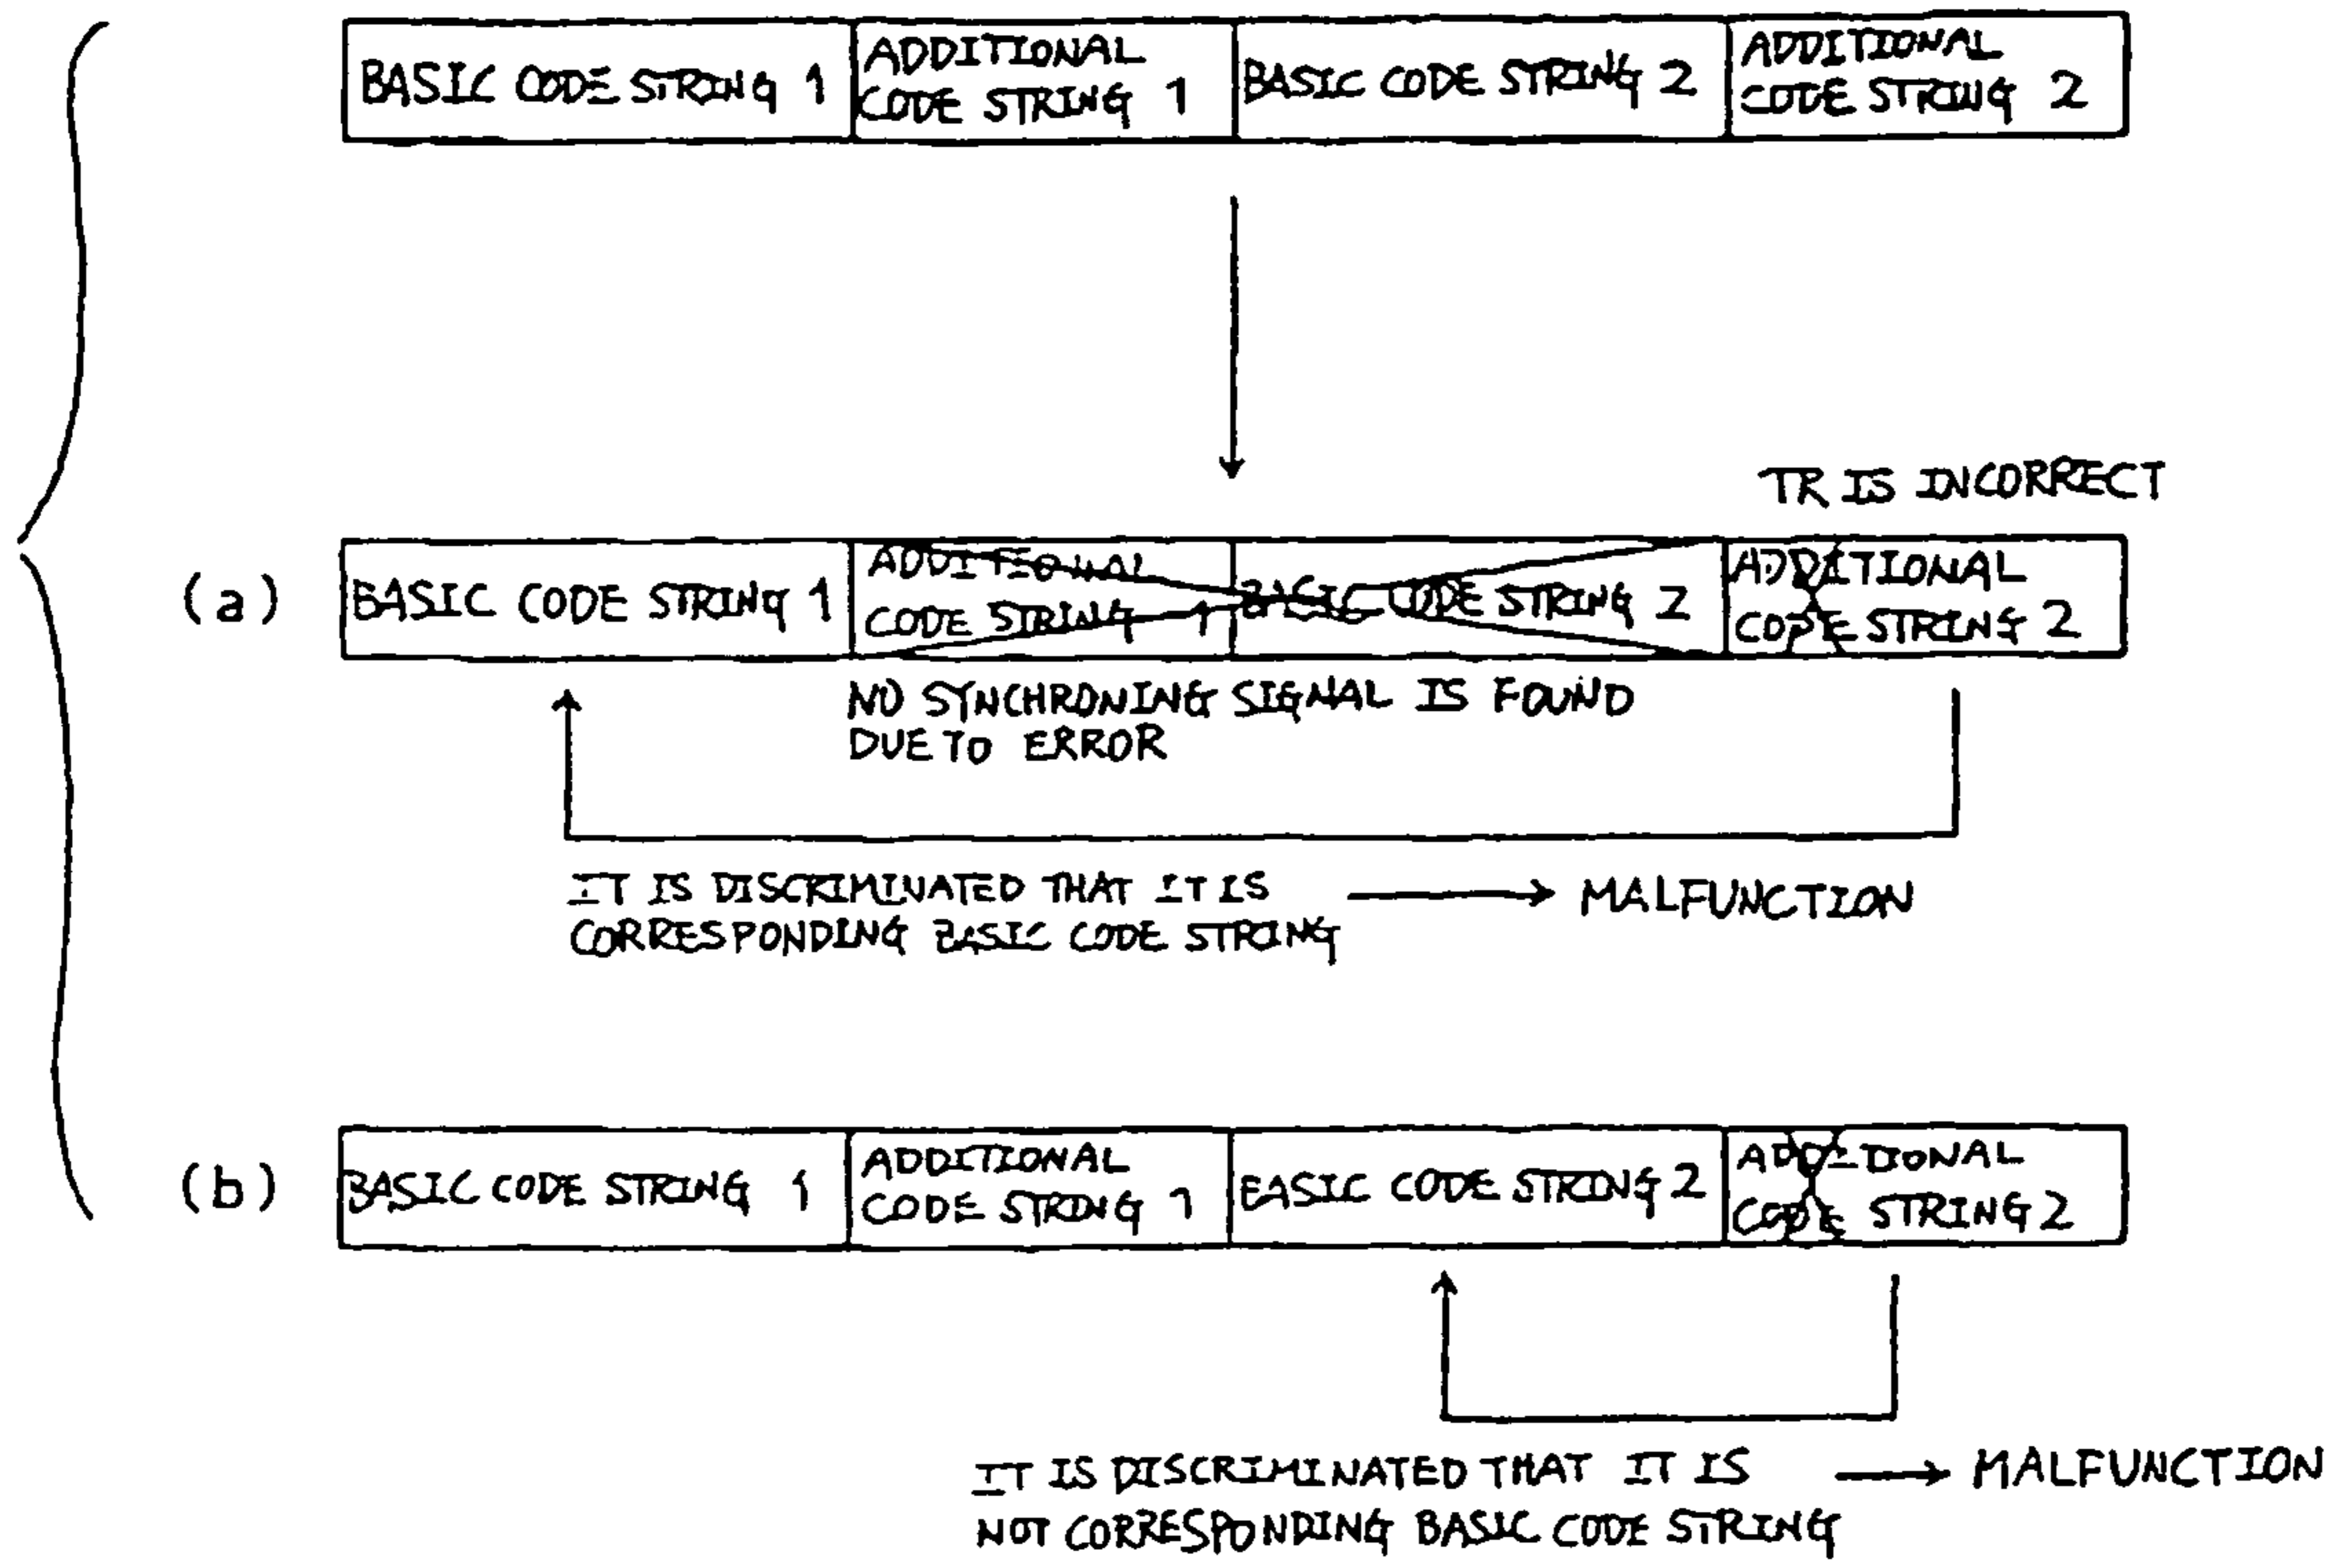 BASIC CODE STRING 1
ADDITIONAL
CODE STRING 1
BASIC CODE STRING 2
ADDITIONAL
CODE STRING 2
TR IS INCORRECT
(a)
BASIC CODE STRING 1
ADDITIONAL
CODE STRING 1
BASIC CODE STRING 2
ADDITIONAL
CODE STRING 2
NO SYNCHRONING SIGNAL IS FOUND
DUE TO ERROR
IT IS DISCRIMINATED THAT IT IS
CORRESPONDING BASIC CODE STRING
MALFUNCTION
(b)
BASIC CODE STRING 1
ADDITIONAL
CODE STRING 1
BASIC CODE STRING 2
ADDITIONAL
CODE STRING 2
IT IS DISCRIMINATED THAT IT IS
NOT CORRESPONDING BASIC CODE STRING
MALFUNCTION